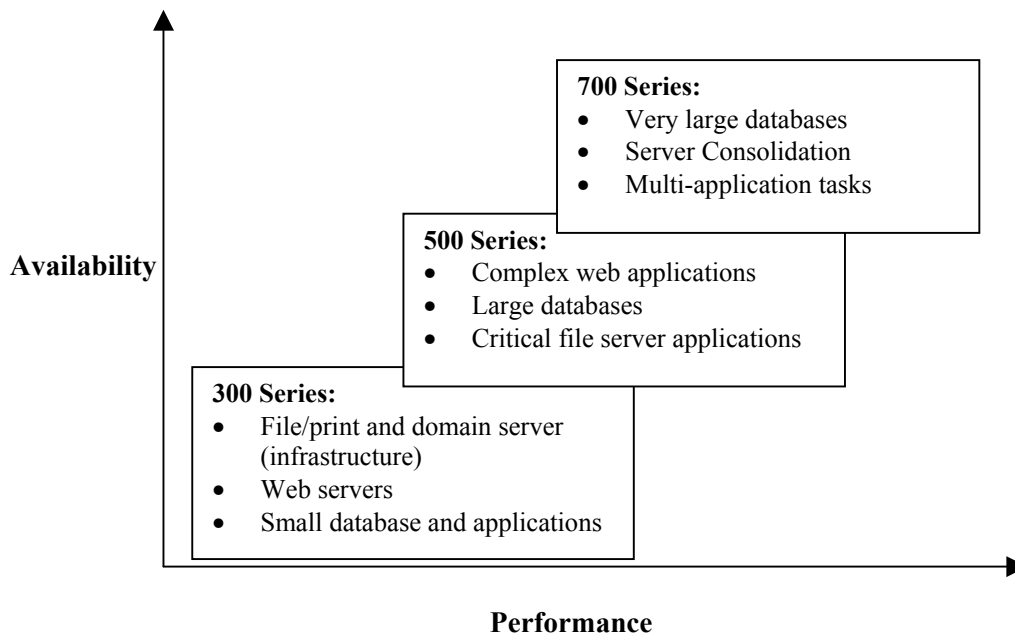 700 Series:
• Very large databases
• Server Consolidation
• Multi-application tasks
Availability
500 Series:
• Complex web applications
• Large databases
• Critical file server applications
300 Series:
• File/print and domain server
(infrastructure)
• Web servers
• Small database and applications
Performance